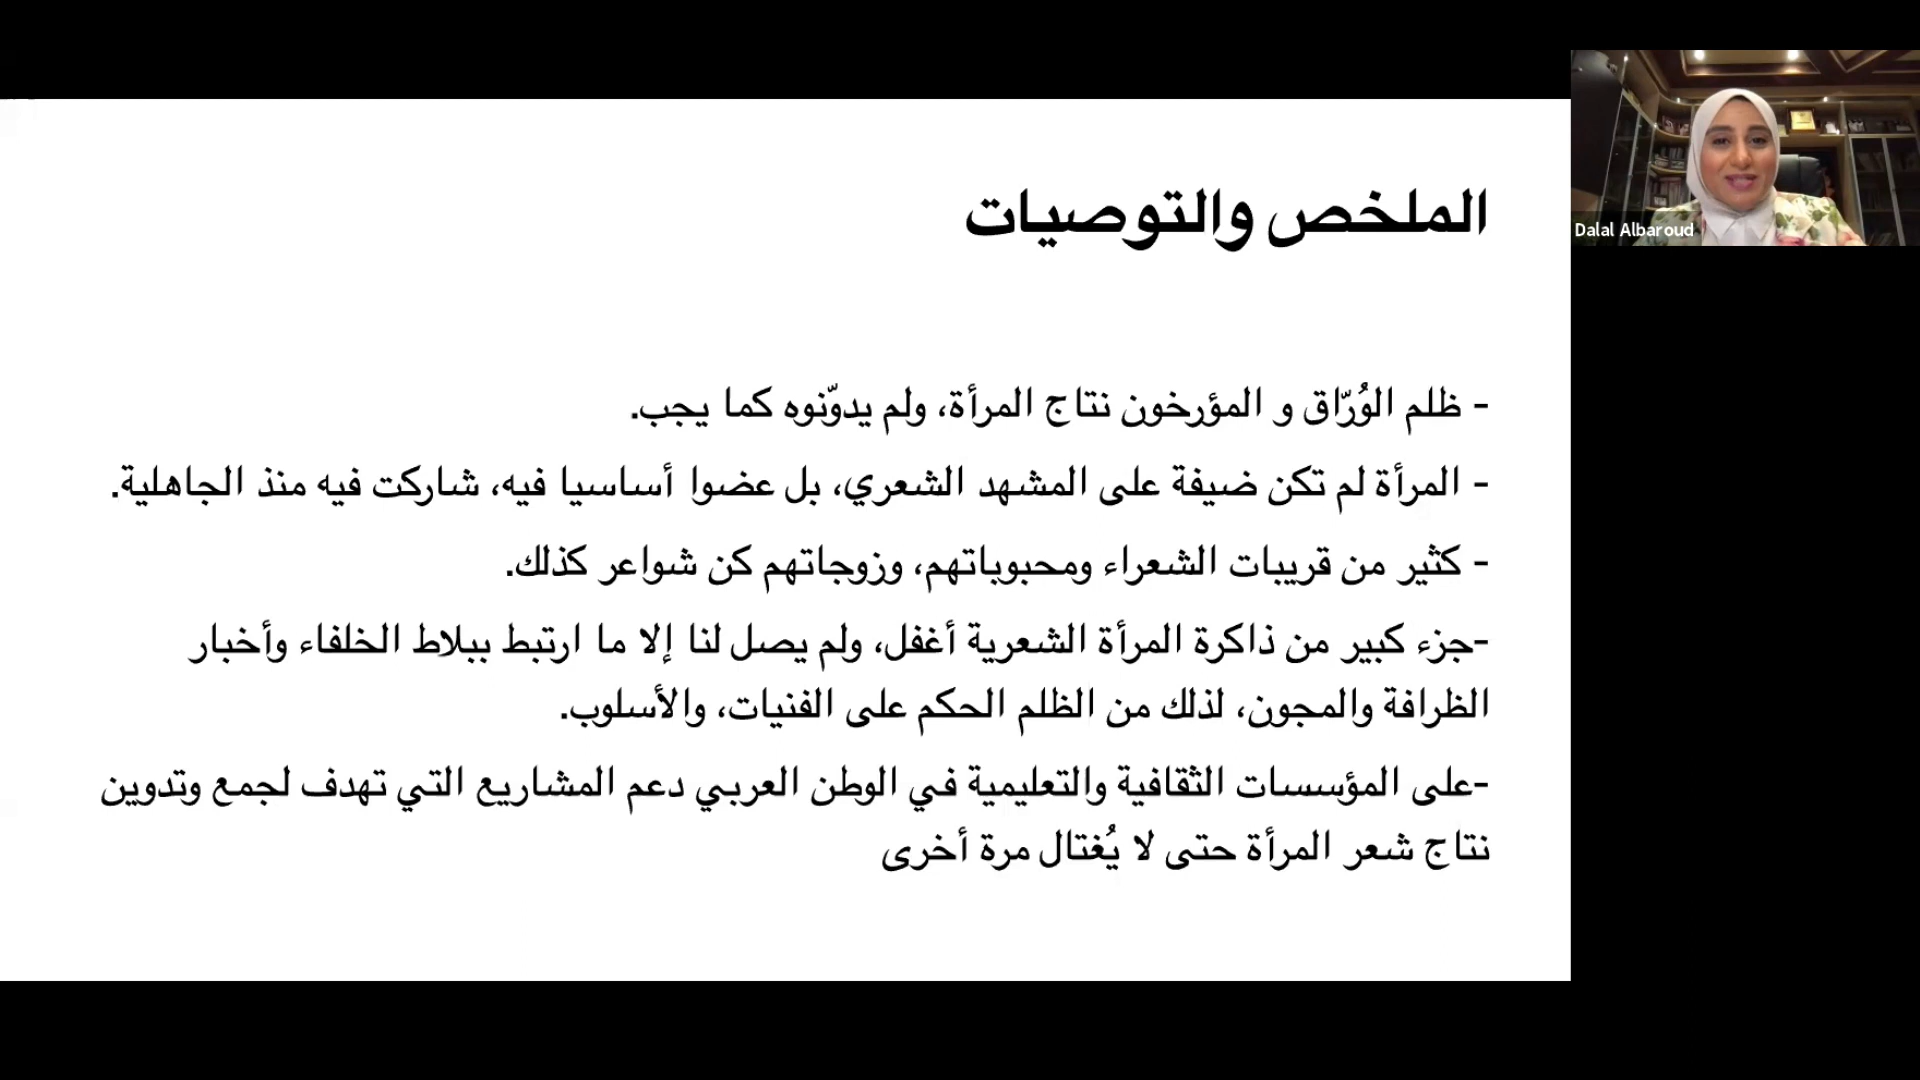 الملخص والتوصيات
- ظلم الوُرّاق و المؤرخون نتاج المرأة، ولم يدوّنوه كما يجب.
- المرأة لم تكن ضيفة على المشهد الشعري، بل عضوا أساسيا فيه، شاركت فيه منذ الجاهلية.
- كثير من قريبات الشعراء ومحبوباتهم، وزوجاتهم كن شواعر كذلك.
-جزء كبير من ذاكرة المرأة الشعرية أغفل، ولم يصل لنا إلا ما ارتبط ببلاط الخلفاء وأخبار
الظرافة والمجون، لذلك من الظلم الحكم على الفنيات، والأسلوب.
-على المؤسسات الثقافية والتعليمية في الوطن العربي دعم المشاريع التي تهدف لجمع وتدوين
نتاج شعر المرأة حتى لا يُغتال مرة أخرى
Dalal Albaroud